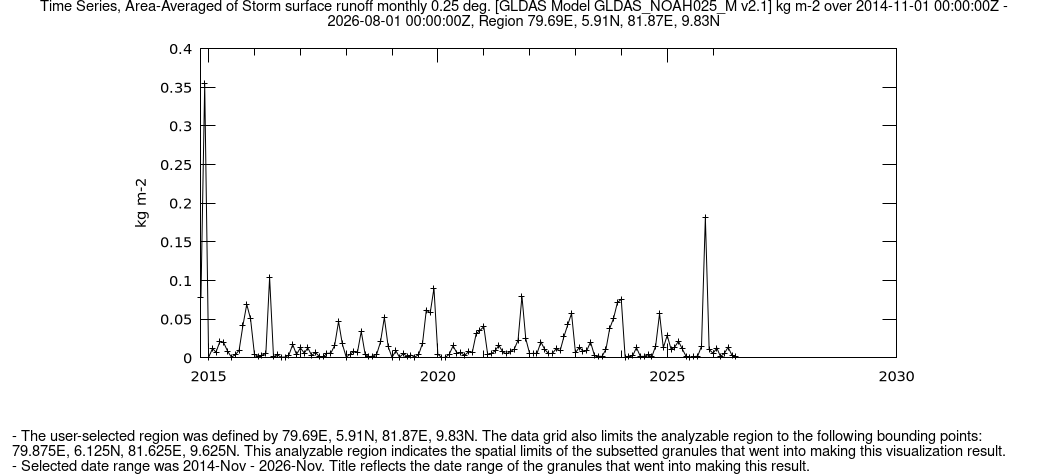 Time Series, Area-Averaged of Storm surface runoff monthly 0.25 deg. [GLDAS Model GLDAS_NOAH025_M v2.1] kg m-2 over 2014-11-01 00:00:00Z -
2026-08-01 00:00:00Z, Region 79.69E, 5.91N, 81.87E, 9.83N
0.4
0.35
0.3
0.25
0.2
0.15
0.1
0.05
0
kg m-2
2015
2020
2025
2030
- The user-selected region was defined by 79.69E, 5.91N, 81.87E, 9.83N. The data grid also limits the analyzable region to the following bounding points:
79.875E, 6.125N, 81.625E, 9.625N. This analyzable region indicates the spatial limits of the subsetted granules that went into making this visualization result.
- Selected date range was 2014-Nov - 2026-Nov. Title reflects the date range of the granules that went into making this result.